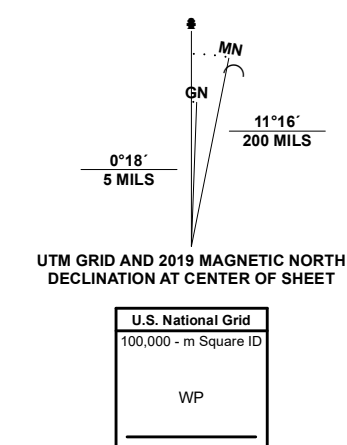 MN
GN
11°16´
200 MILS
0°18´
5 MILS
UTM GRID AND 2019 MAGNETIC NORTH
DECLINATION AT CENTER OF SHEET
U.S. National Grid
100,000 - m Square ID
WP